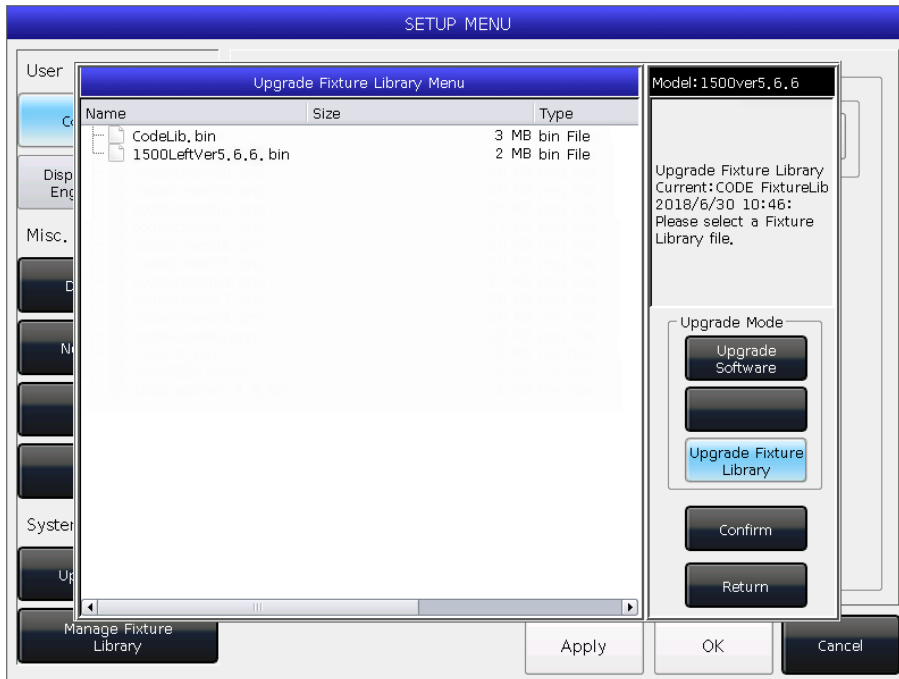 SETUP MENU
User
Upgrade Fixture Library Menu
Model:1500ver5.6.6
Name Size Type
CodeLib.bin 3 MB bin File
1500LeftVer5.6.6.bin 2 MB bin File
Upgrade Fixture Library
Current:CODE FixtureLib
2018/6/30 10:46:
Please select a Fixture
Library file.
Disp
Eng
Misc.
Upgrade Mode
Upgrade
Software
Upgrade Fixture
Library
System
Confirm
Return
Manage Fixture
Library
Apply
OK
Cancel